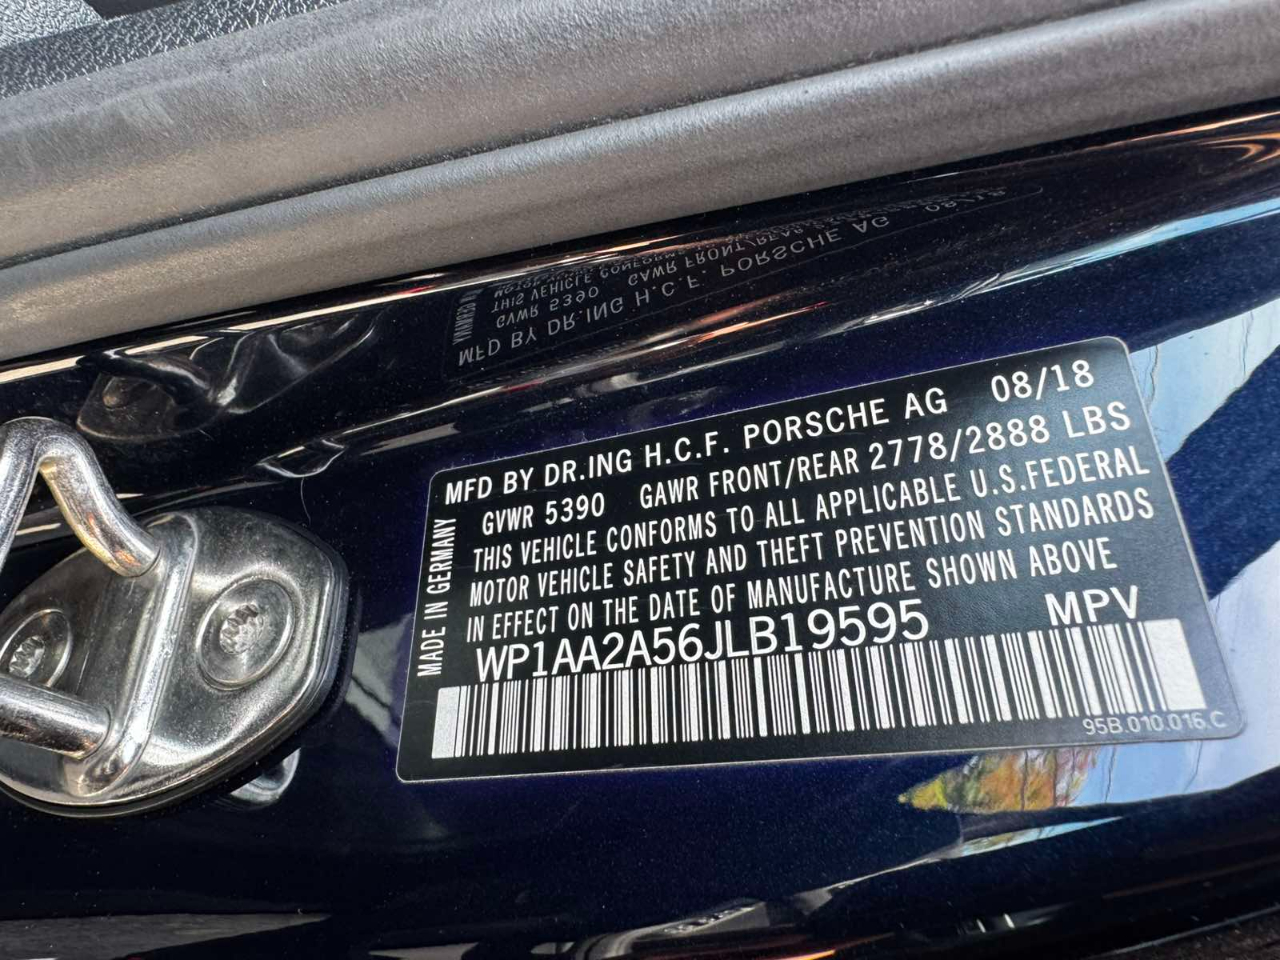 MFD BY DR.ING H.C.F. PORSCHE AG 08/18
GVWR 5390 GAWR FRONT/REAR 2778/2888 LBS
THIS VEHICLE CONFORMS TO ALL APPLICABLE U.S.FEDERAL
MOTOR VEHICLE SAFETY AND THEFT PREVENTION STANDARDS
IN EFFECT ON THE DATE OF MANUFACTURE SHOWN ABOVE
WP1AA2A56JLB19595 MPV
95B.010.016.C
MADE IN GERMANY